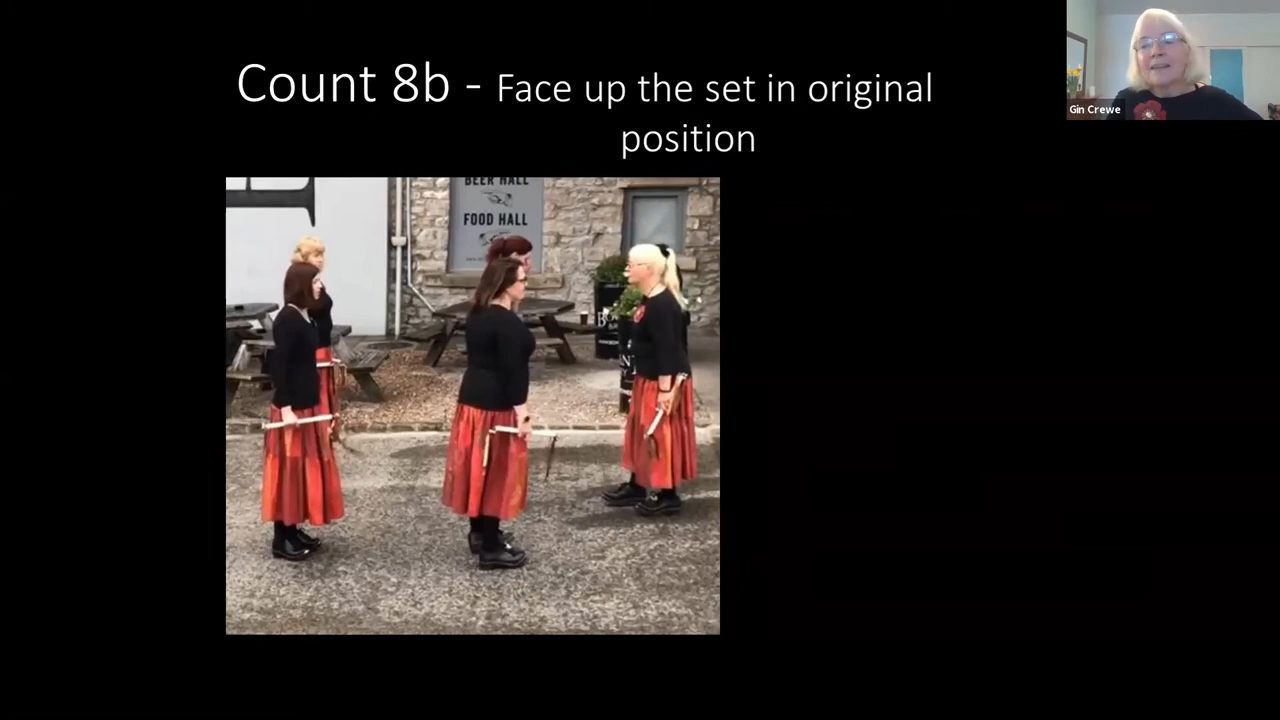 Count 8b - Face up the set in original
position
Gin Crewe
BEER HALL
FOOD HALL